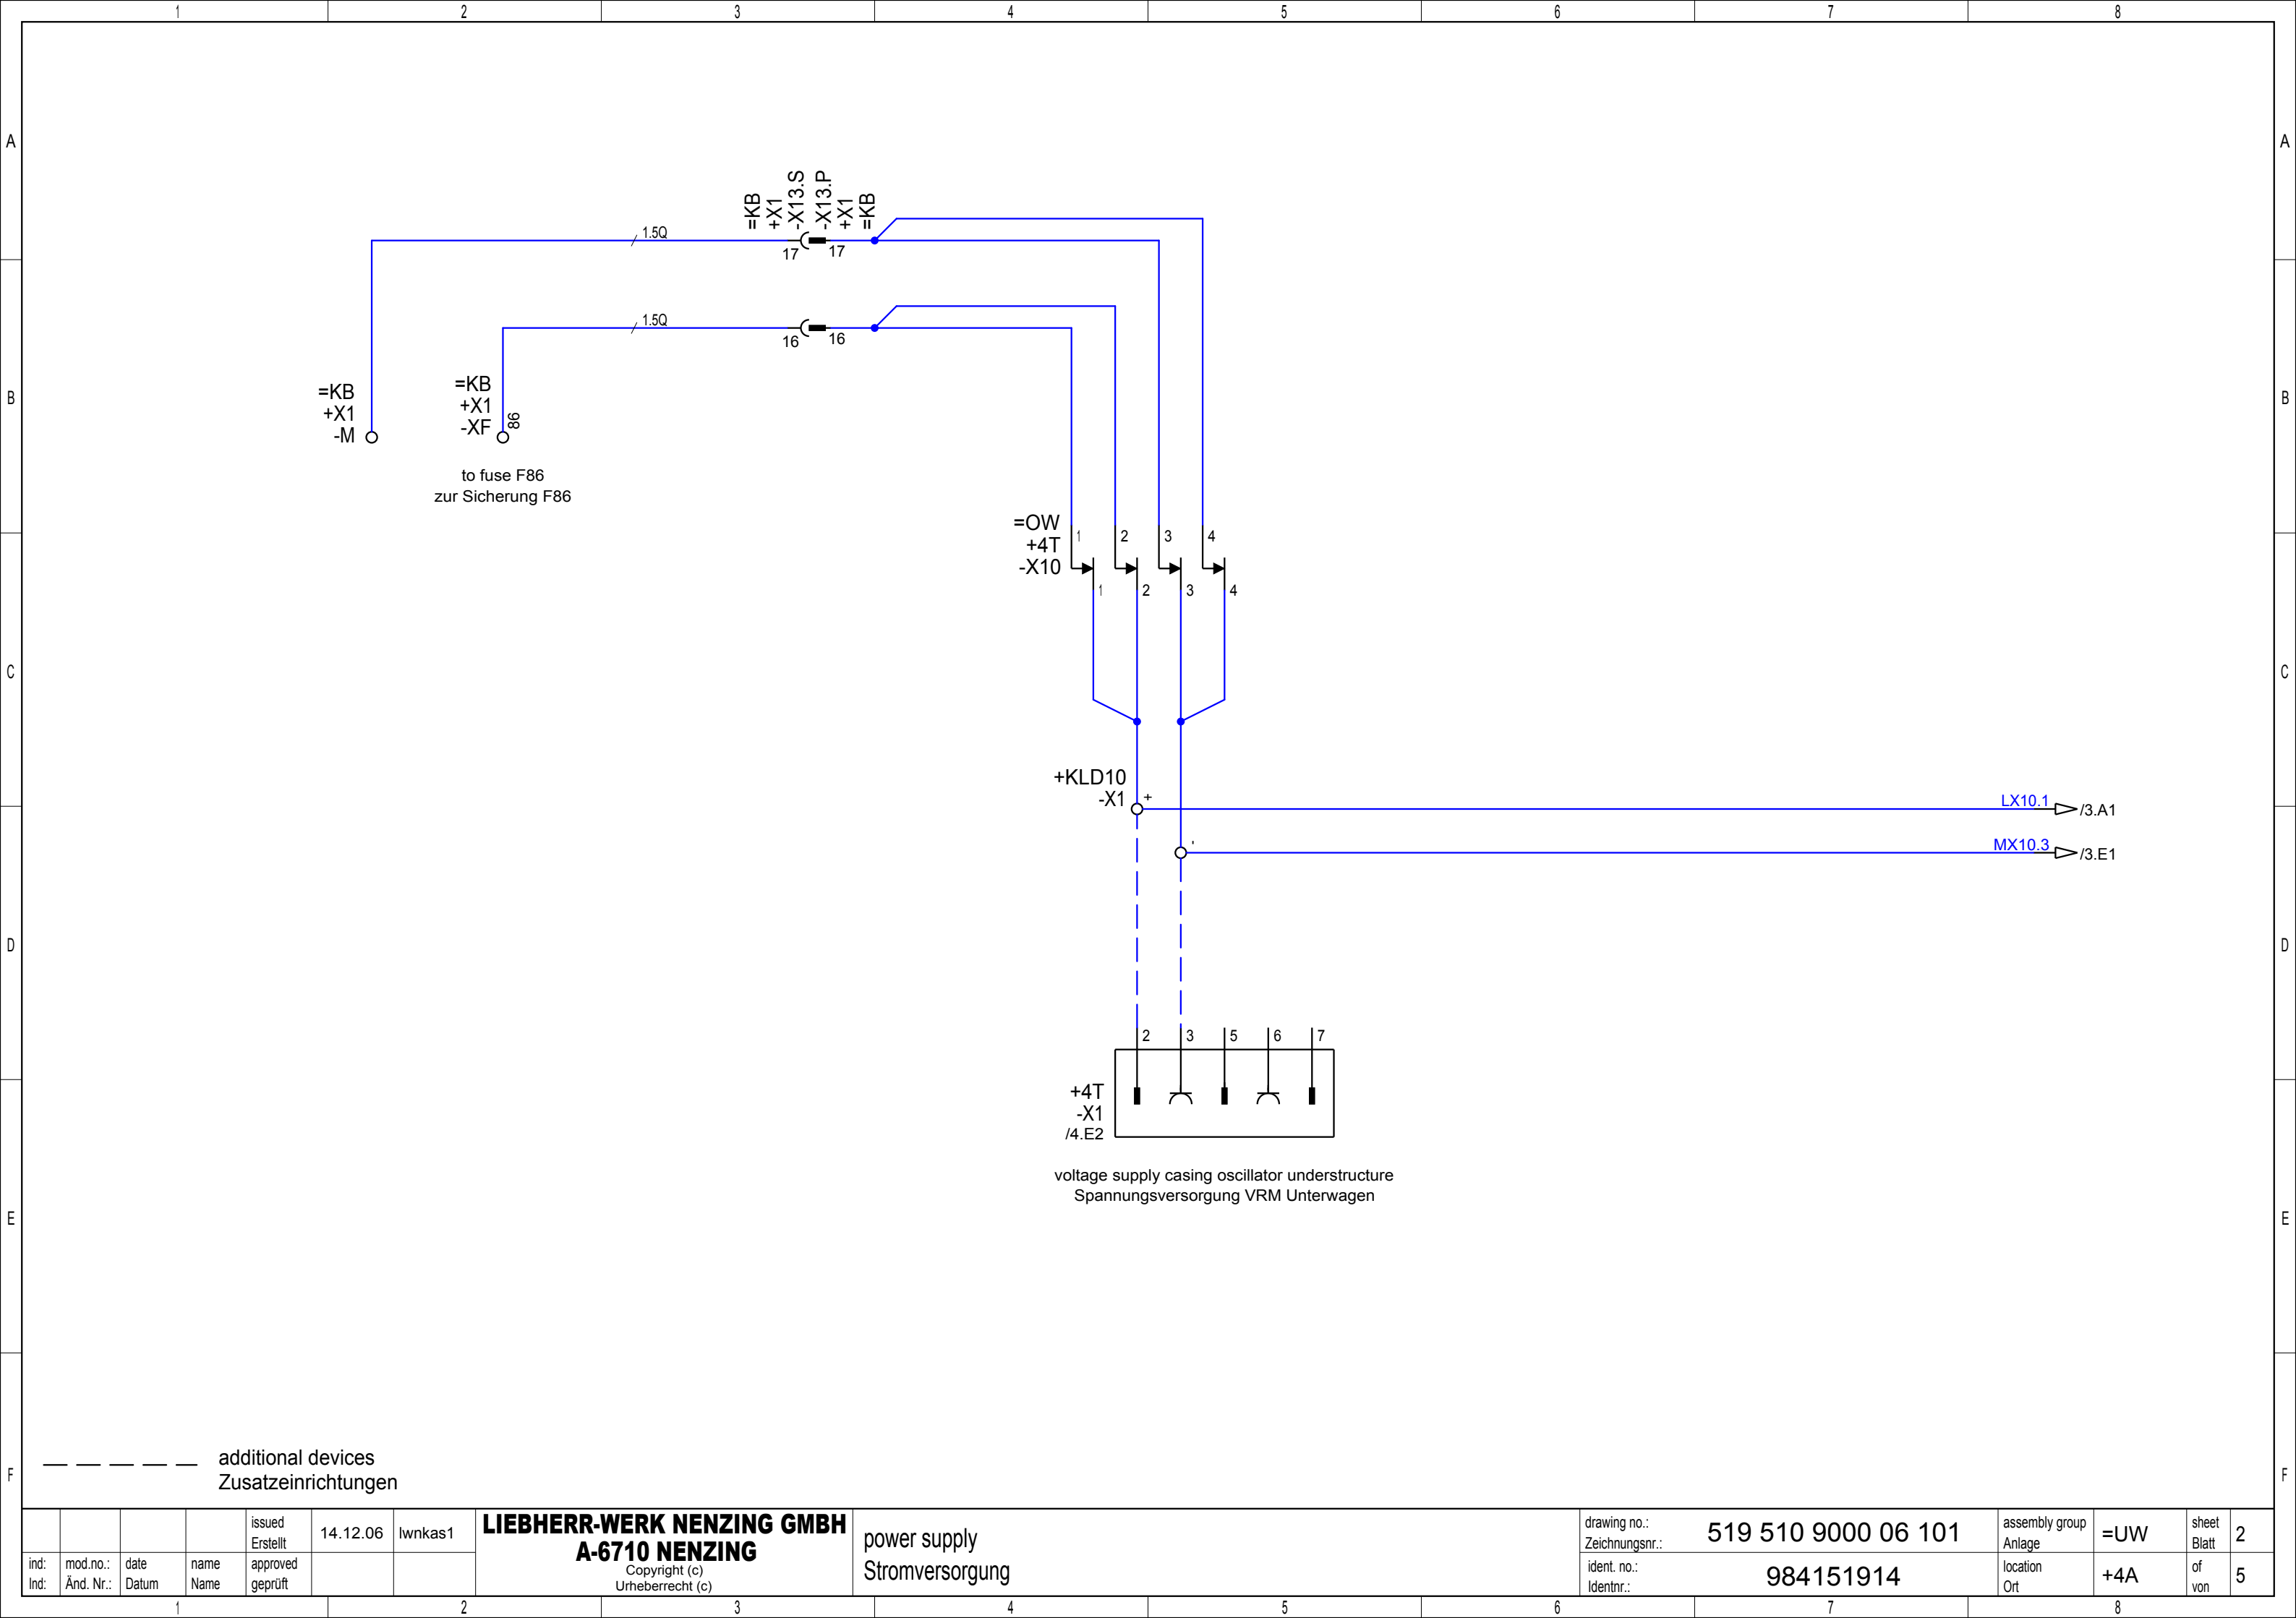 1 2 3 4 5 6 7 8
A A
=KB
+X1
-X13.S
-X13.P
+X1
=KB
1.5Q
17 17
1.5Q
16 16
B B
=KB
+X1
-M
=KB
+X1
-XF
86
to fuse F86
zur Sicherung F86
=OW
+4T
-X10
1 2 3 4
1 2 3 4
C C
+KLD10
-X1
+
LX10.1 /3.A1
-
MX10.3 /3.E1
D D
2 3 5 6 7
+4T
-X1
/4.E2
voltage supply casing oscillator understructure
Spannungsversorgung VRM Unterwagen
E E
additional devices
Zusatzeinrichtungen
F F
ind:
Ind:
mod.no.:
Änd. Nr.:
date
Datum
name
Name
issued
Erstellt
approved
geprüft
14.12.06 lwnkas1
LIEBHERR-WERK NENZING GMBH
A-6710 NENZING
Copyright (c)
Urheberrecht (c)
power supply
Stromversorgung
drawing no.:
Zeichnungsnr.:
519 510 9000 06 101
ident. no.:
Identnr.:
984151914
assembly group
Anlage
=UW
location
Ort
+4A
sheet
Blatt
2
of
von
5
1 2 3 4 5 6 7 8